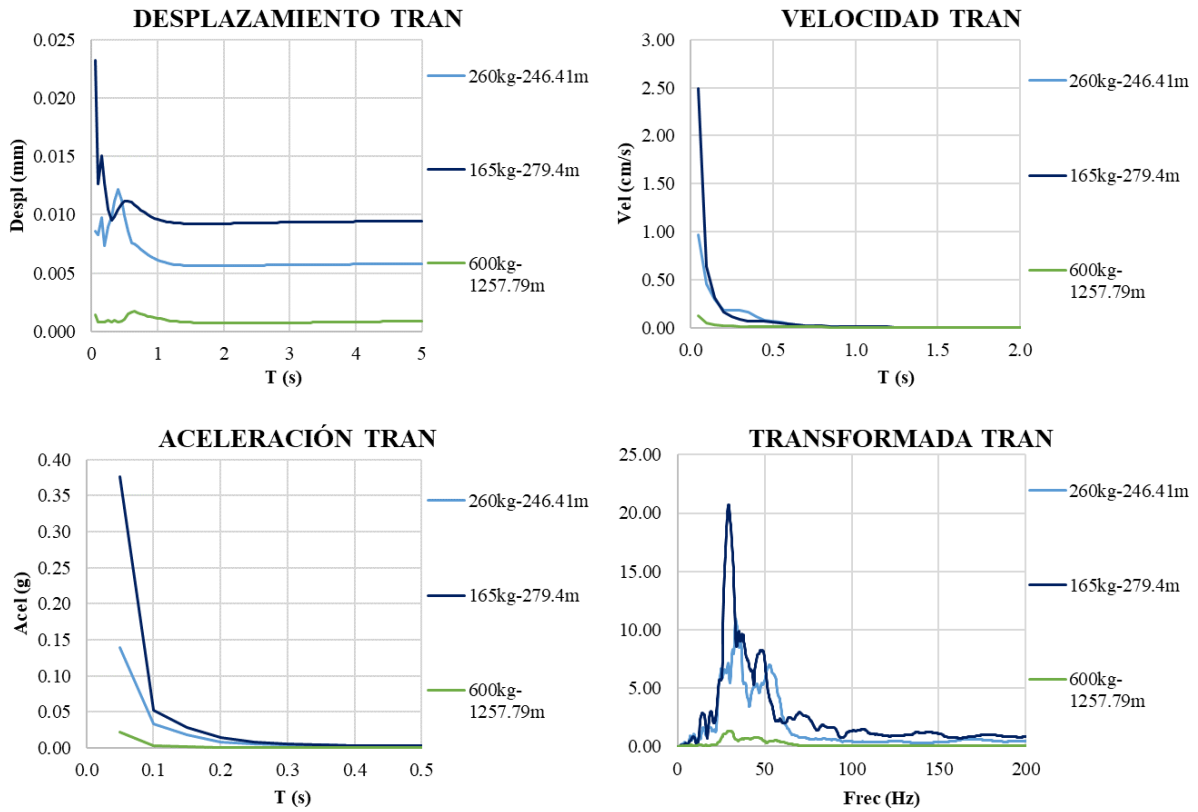 DESPLAZAMIENTO TRAN
0.025
0.020
0.015
0.010
0.005
0.000
Despl (mm)
0
1
2
3
4
5
T (s)
260kg-246.41m
165kg-279.4m
600kg-
1257.79m
VELOCIDAD TRAN
3.00
2.50
2.00
1.50
1.00
0.50
0.00
Vel (cm/s)
0.0
0.5
1.0
1.5
2.0
T (s)
260kg-246.41m
165kg-279.4m
600kg-
1257.79m
ACELERACIÓN TRAN
0.40
0.35
0.30
0.25
0.20
0.15
0.10
0.05
0.00
Acel (g)
0.0
0.1
0.2
0.3
0.4
0.5
T (s)
260kg-246.41m
165kg-279.4m
600kg-
1257.79m
TRANSFORMADA TRAN
25.00
20.00
15.00
10.00
5.00
0.00
0
50
100
150
200
Frec (Hz)
260kg-246.41m
165kg-279.4m
600kg-
1257.79m